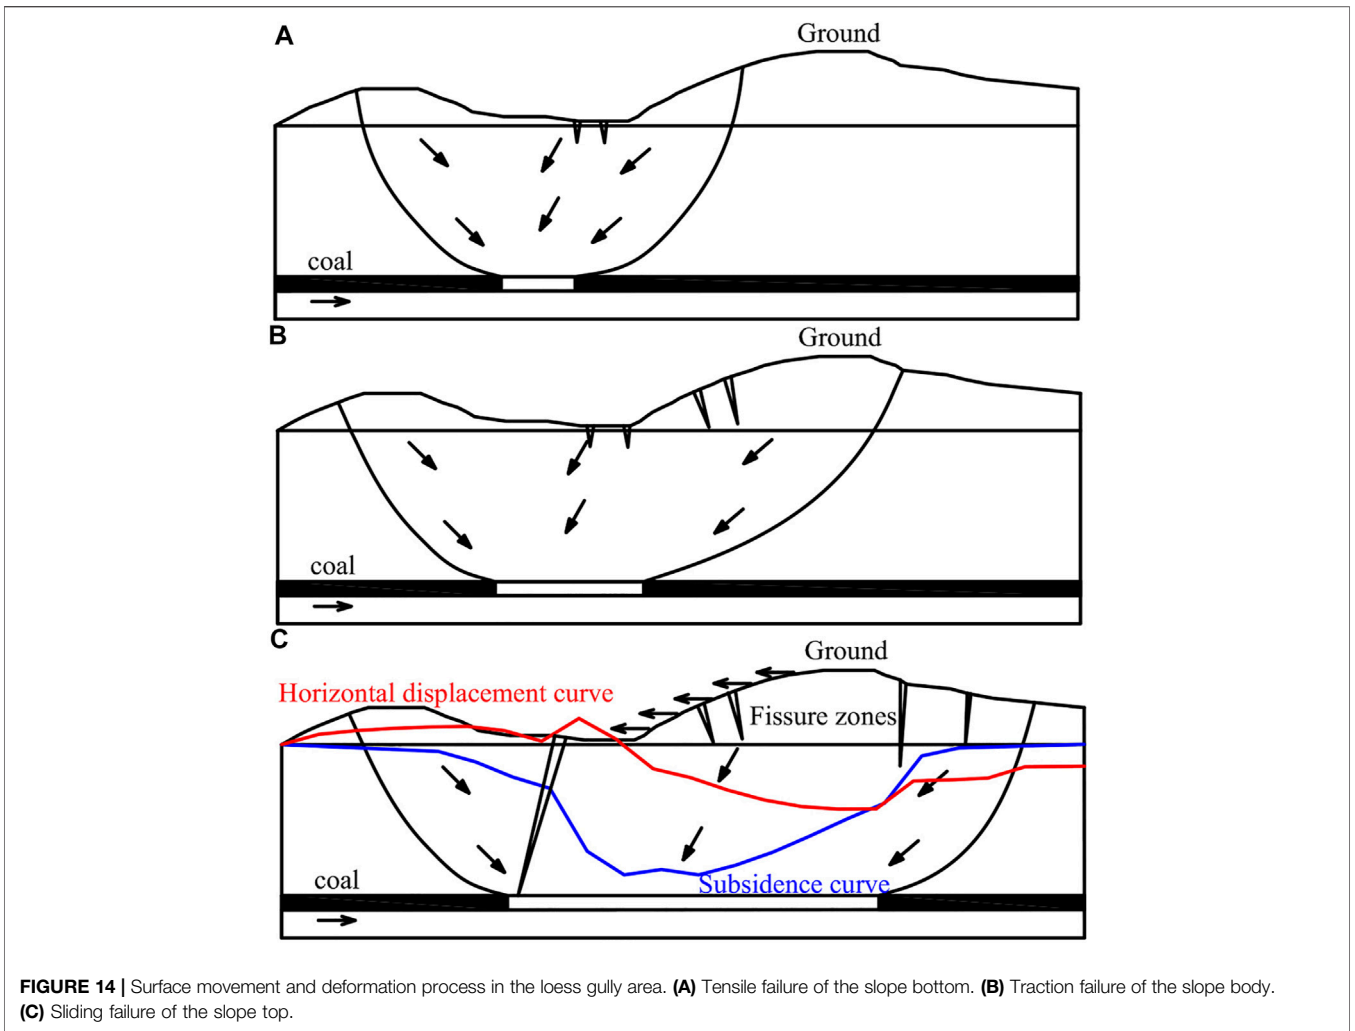 A
Ground
coal
B
Ground
coal
C
Ground
Horizontal displacement curve
Fissure zones
coal
Subsidence curve
FIGURE 14 | Surface movement and deformation process in the loess gully area. (A) Tensile failure of the slope bottom. (B) Traction failure of the slope body.
(C) Sliding failure of the slope top.